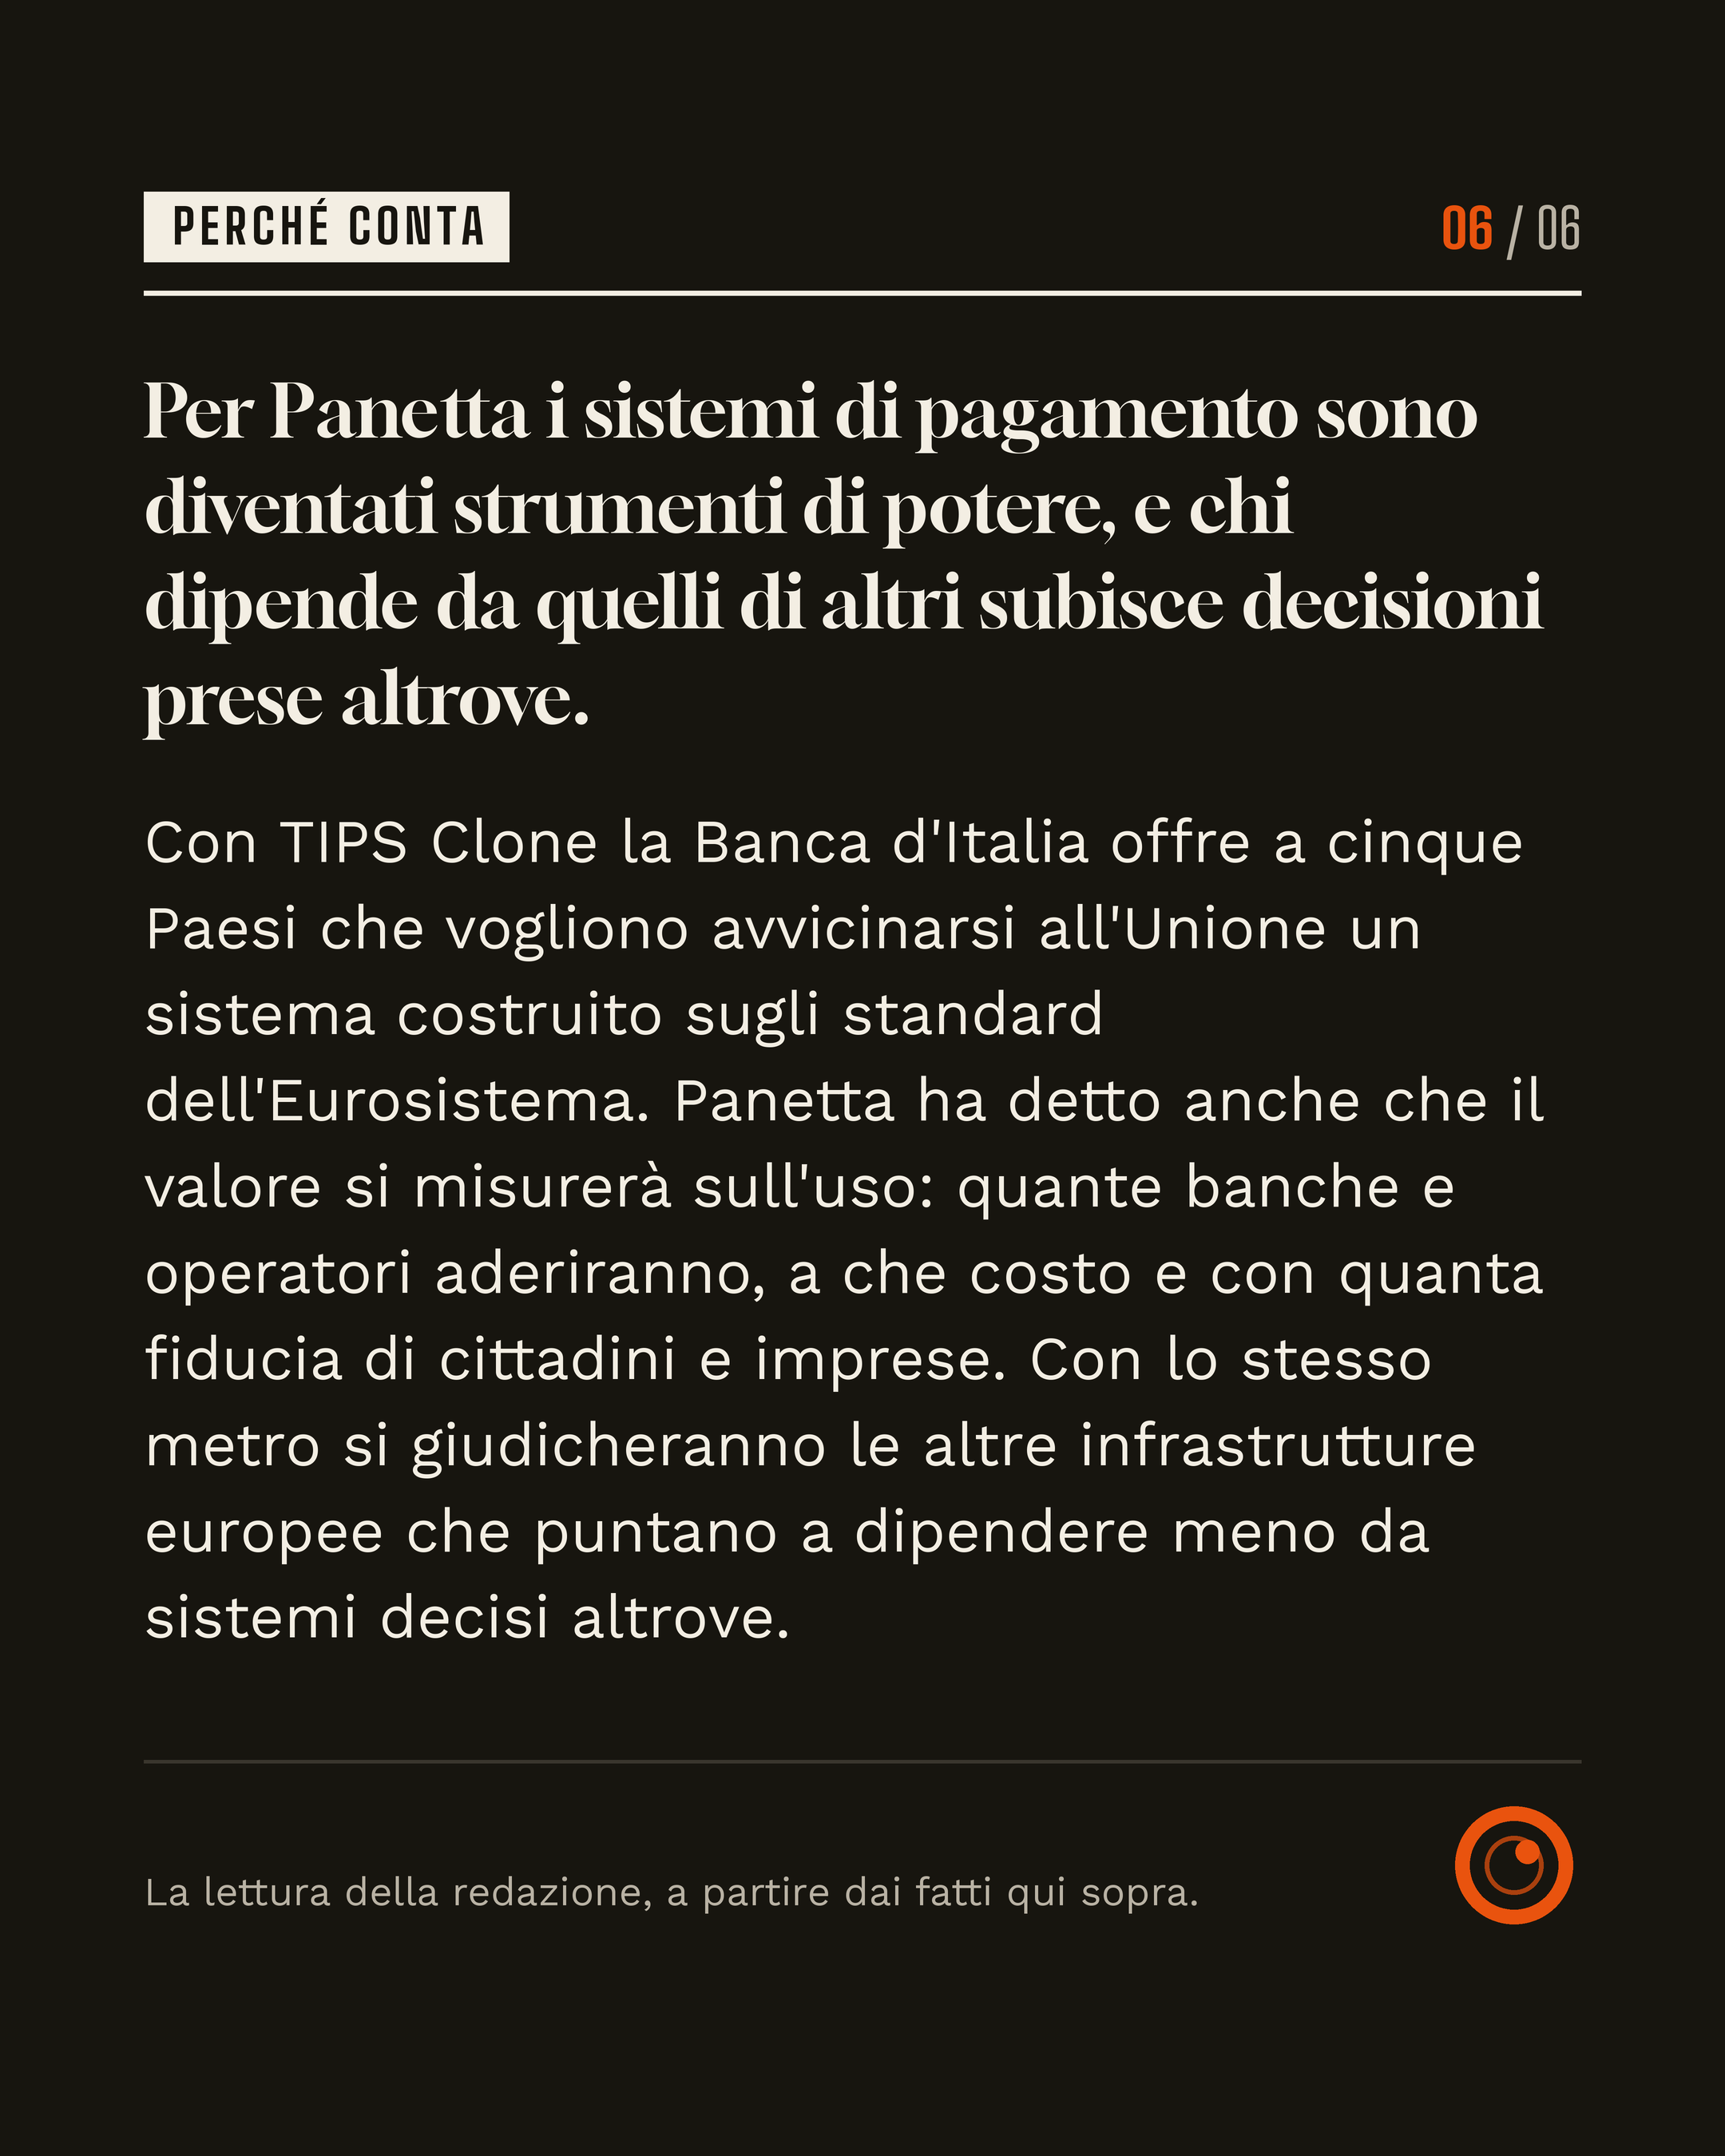 PERCHÉ CONTA
06 / 06
Per Panetta i sistemi di pagamento sono
diventati strumenti di potere, e chi
dipende da quelli di altri subisce decisioni
prese altrove.
Con TIPS Clone la Banca d'Italia offre a cinque
Paesi che vogliono avvicinarsi all'Unione un
sistema costruito sugli standard
dell'Eurosistema. Panetta ha detto anche che il
valore si misurerà sull'uso: quante banche e
operatori aderiranno, a che costo e con quanta
fiducia di cittadini e imprese. Con lo stesso
metro si giudicheranno le altre infrastrutture
europee che puntano a dipendere meno da
sistemi decisi altrove.
La lettura della redazione, a partire dai fatti qui sopra.